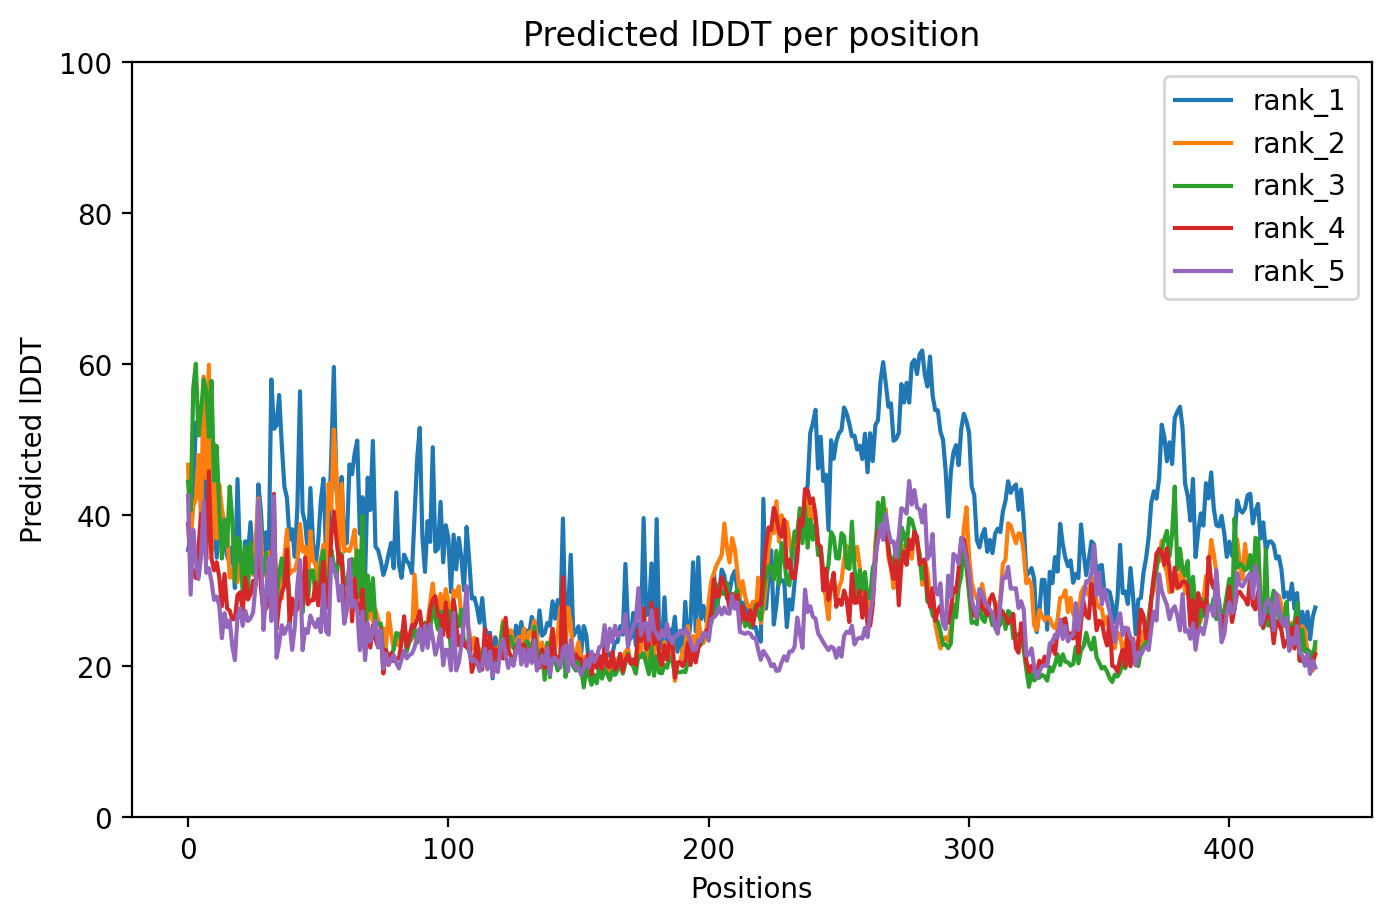 Predicted lDDT per position
100
80
60
40
20
0
Predicted lDDT
0
100
200
300
400
Positions
rank_1
rank_2
rank_3
rank_4
rank_5